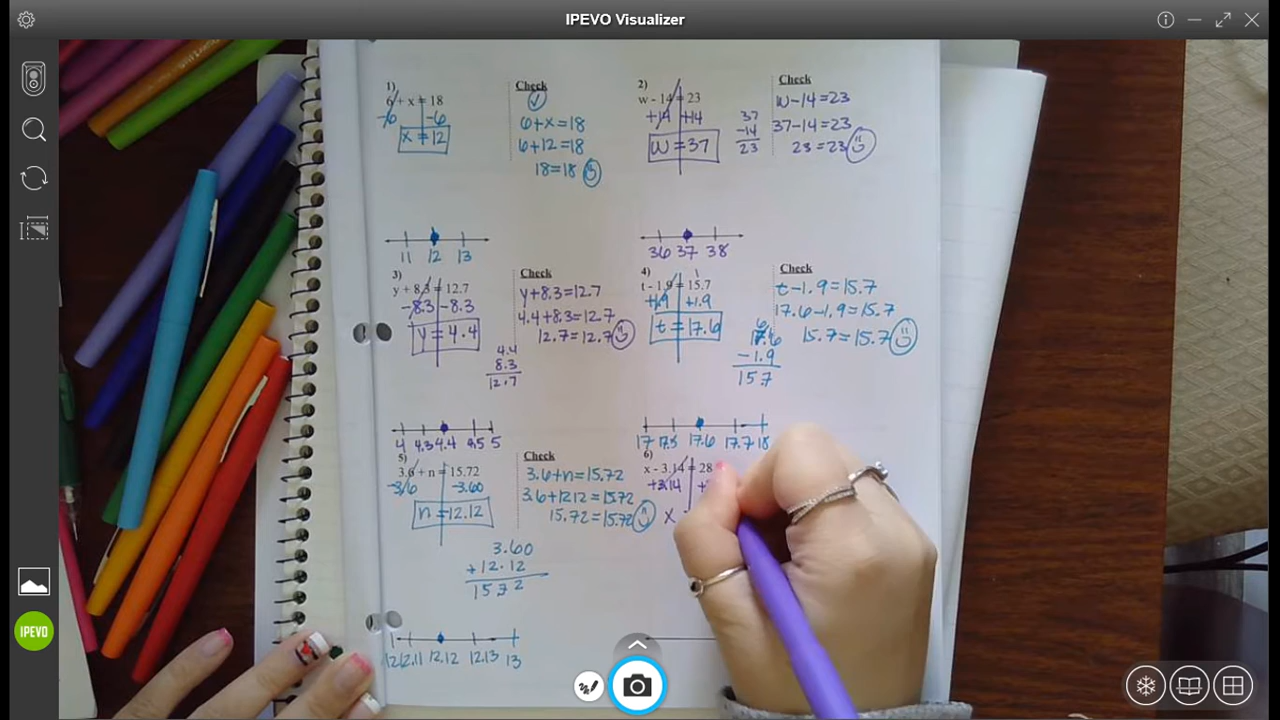 IPEVO Visualizer
1)
6 + x = 18
-6 -6
x = 12
Check
✓
6+x=18
6+12=18
18=18
11 12 13
2)
w - 14 = 23
+14 +14
w = 37
37
-14
23
Check
w-14=23
37-14=23
23=23
36 37 38
3)
y + 8.3 = 12.7
-8.3 -8.3
y = 4.4
Check
y+8.3=12.7
4.4+8.3=12.7
12.7=12.7
4.4
8.3
12.7
4 4.3 4.4 4.5 5
4)
1
t - 1.9 = 15.7
+1.9 +1.9
t = 17.6
6
17.6
-1.9
15.7
Check
t-1.9=15.7
17.6-1.9=15.7
15.7=15.7
17 17.5 17.6 17.7 18
5)
3.6 + n = 15.72
-3.6 -3.60
n = 12.12
Check
3.6+n=15.72
3.6+12.12=15.72
15.72=15.72
3.60
+12.12
15.72
12 12.11 12.12 12.13 13
6)
x - 3.14 = 28
+3.14 +
x =
IPEVO